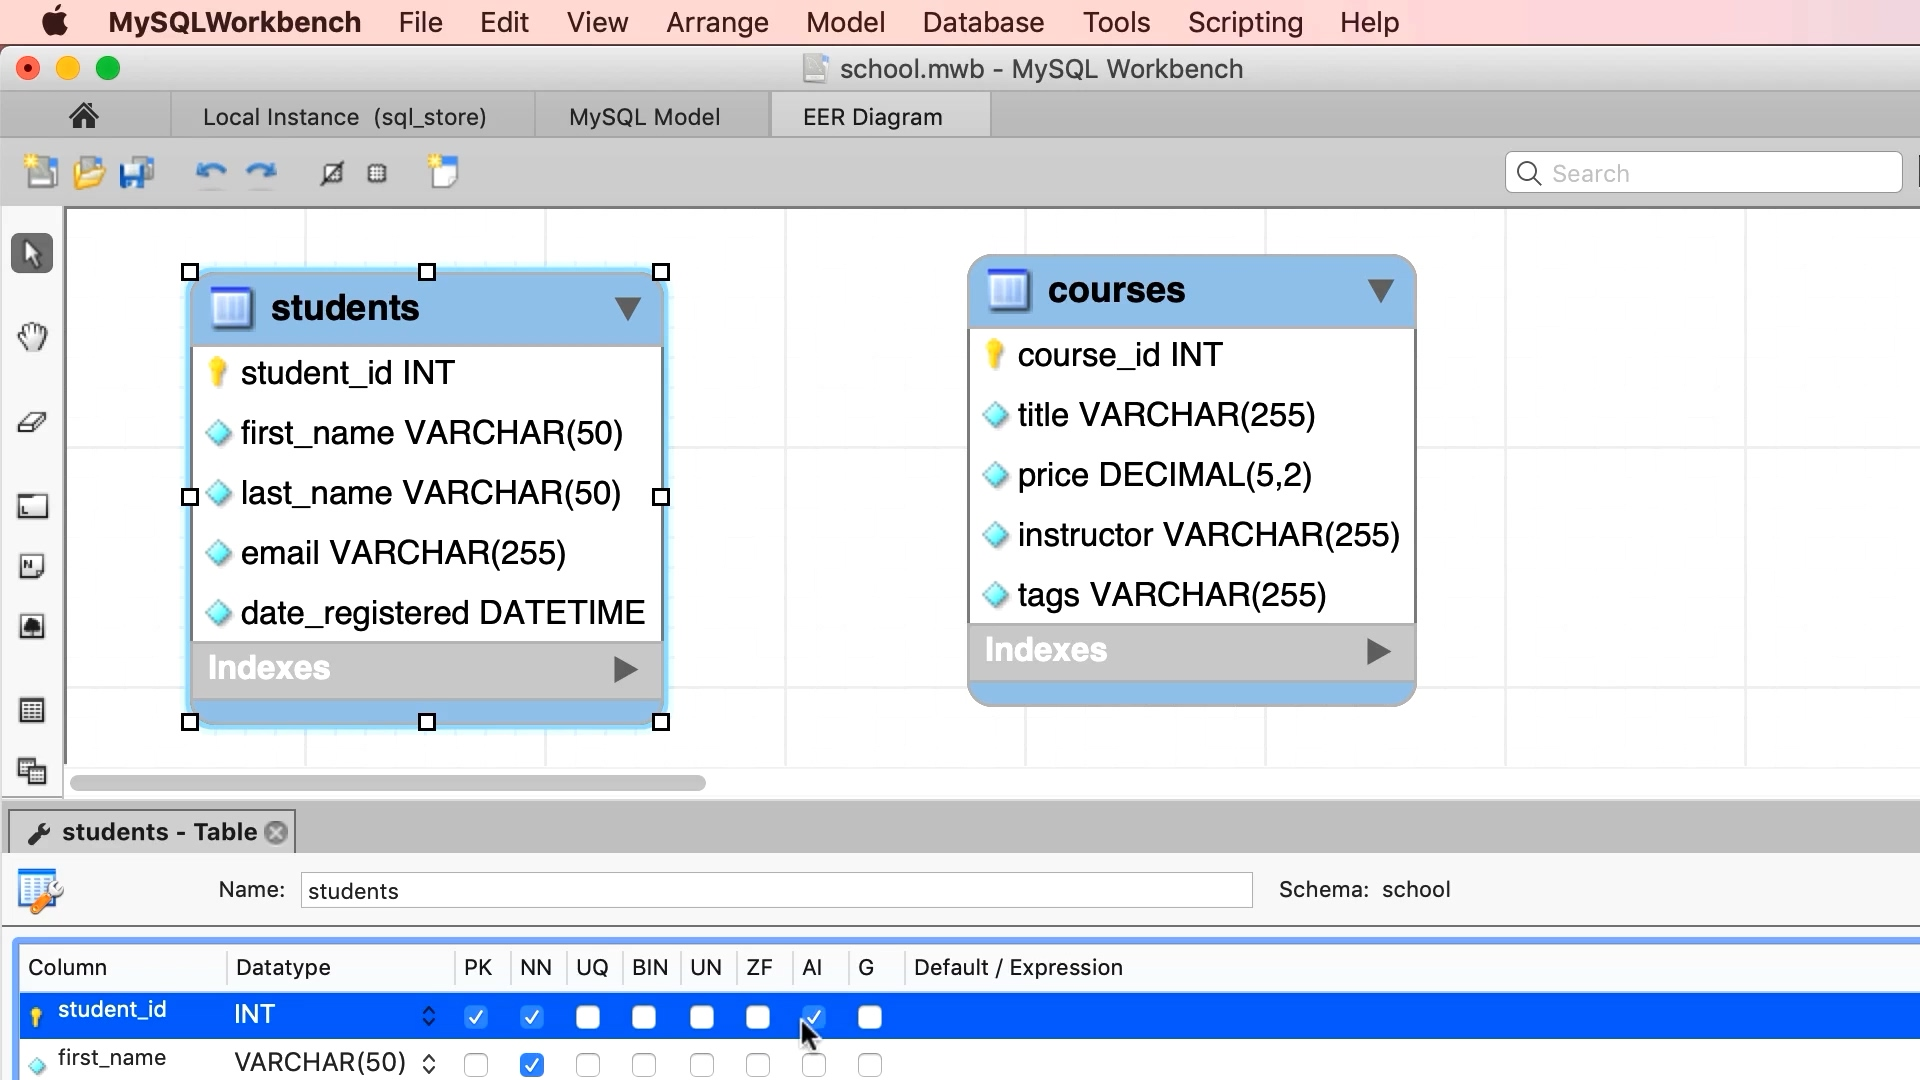 MySQLWorkbench File Edit View Arrange Model Database Tools Scripting Help
school.mwb - MySQL Workbench
Local Instance (sql_store) MySQL Model EER Diagram
Search
students
student_id INT
first_name VARCHAR(50)
last_name VARCHAR(50)
email VARCHAR(255)
date_registered DATETIME
Indexes
courses
course_id INT
title VARCHAR(255)
price DECIMAL(5,2)
instructor VARCHAR(255)
tags VARCHAR(255)
Indexes
students - Table
Name: students Schema: school
Column Datatype PK NN UQ BIN UN ZF AI G Default / Expression
student_id INT
first_name VARCHAR(50)